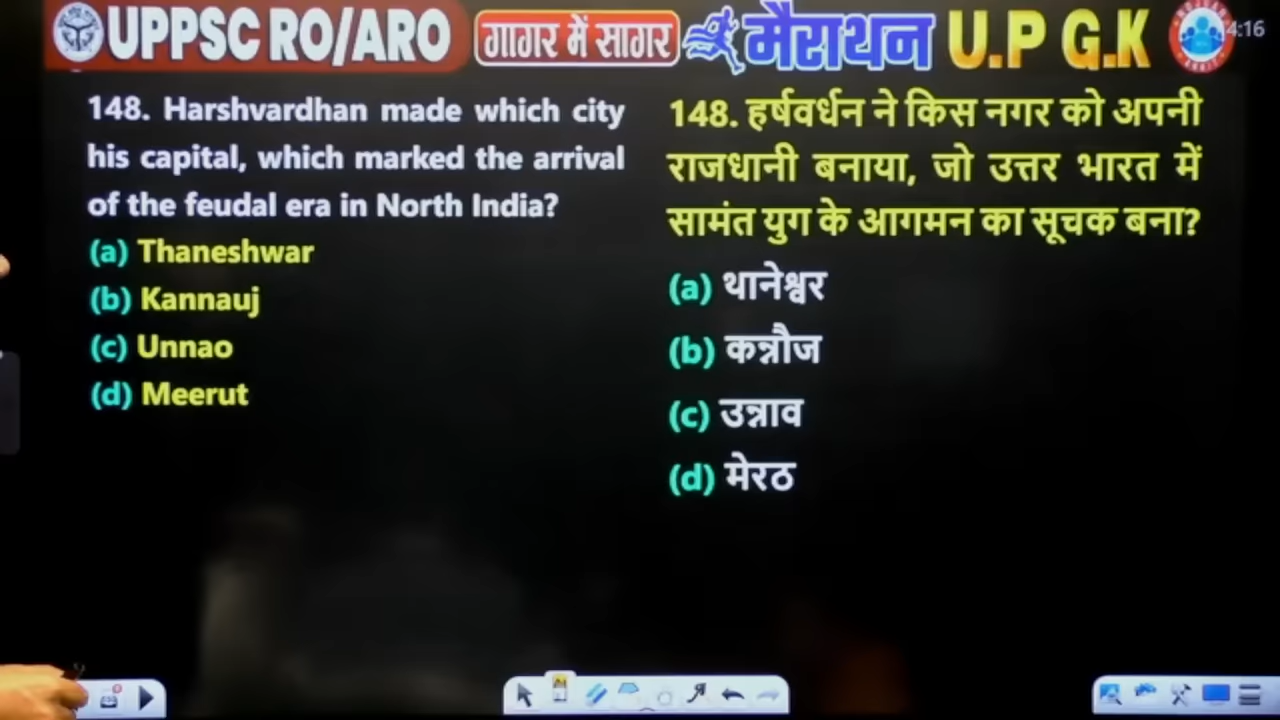 UPPSC RO/ARO गागर में सागर मैराथन U.P G.K 4:16
148. Harshvardhan made which city
his capital, which marked the arrival
of the feudal era in North India?
(a) Thaneshwar
(b) Kannauj
(c) Unnao
(d) Meerut
148. हर्षवर्धन ने किस नगर को अपनी
राजधानी बनाया, जो उत्तर भारत में
सामंत युग के आगमन का सूचक बना?
(a) थानेश्वर
(b) कन्नौज
(c) उन्नाव
(d) मेरठ